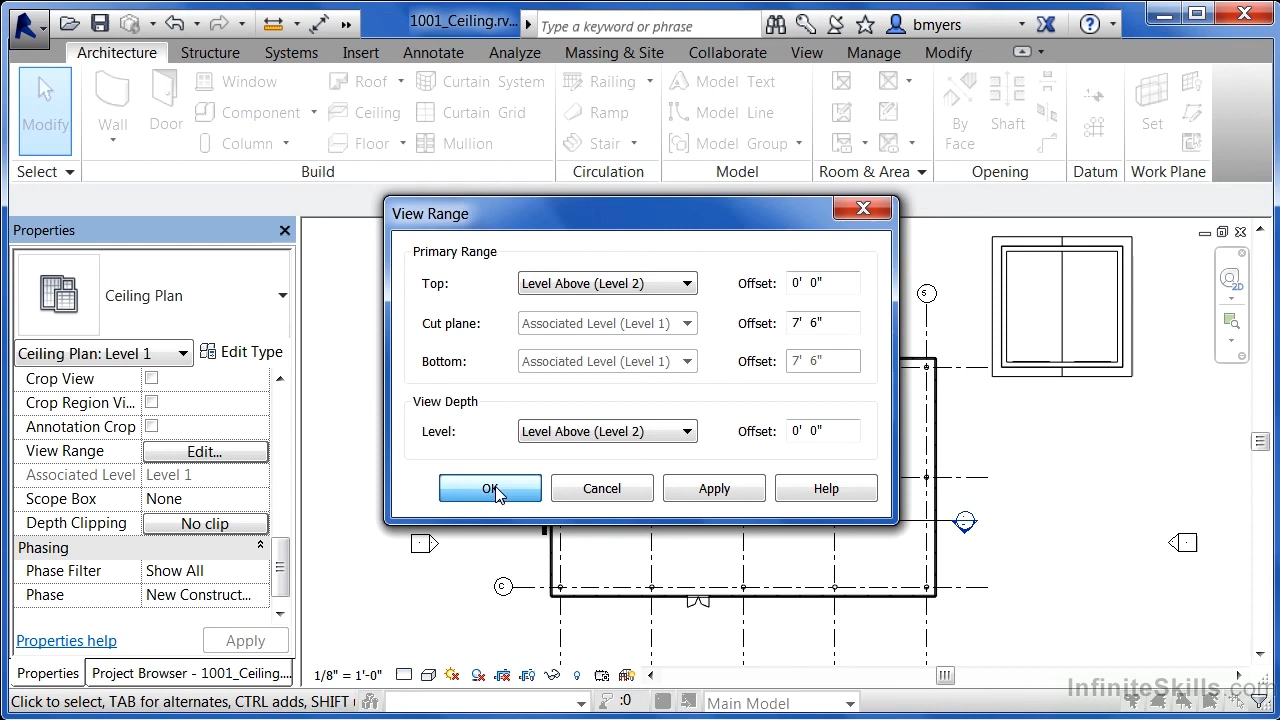 1001_Ceiling.rv...
Type a keyword or phrase
bmyers
Architecture Structure Systems Insert Annotate Analyze Massing & Site Collaborate View Manage Modify
Modify
Wall
Door
Window
Component
Column
Roof
Ceiling
Floor
Curtain System
Curtain Grid
Mullion
Railing
Ramp
Stair
Model Text
Model Line
Model Group
By
Face
Shaft
Set
Select
Build
Circulation
Model
Room & Area
Opening
Datum
Work Plane
Properties
Ceiling Plan
Ceiling Plan: Level 1
Edit Type
Crop View
Crop Region Vi...
Annotation Crop
View Range Edit...
Associated Level Level 1
Scope Box None
Depth Clipping No clip
Phasing
Phase Filter Show All
Phase New Construct...
Properties help
Apply
Properties
Project Browser - 1001_Ceiling....
View Range
Primary Range
Top: Level Above (Level 2) Offset: 0' 0"
Cut plane: Associated Level (Level 1) Offset: 7' 6"
Bottom: Associated Level (Level 1) Offset: 7' 6"
View Depth
Level: Level Above (Level 2) Offset: 0' 0"
OK Cancel Apply Help
2D
C
1/8" = 1'-0"
Click to select, TAB for alternates, CTRL adds, SHIFT u
:0
Main Model
InfiniteSkills.com